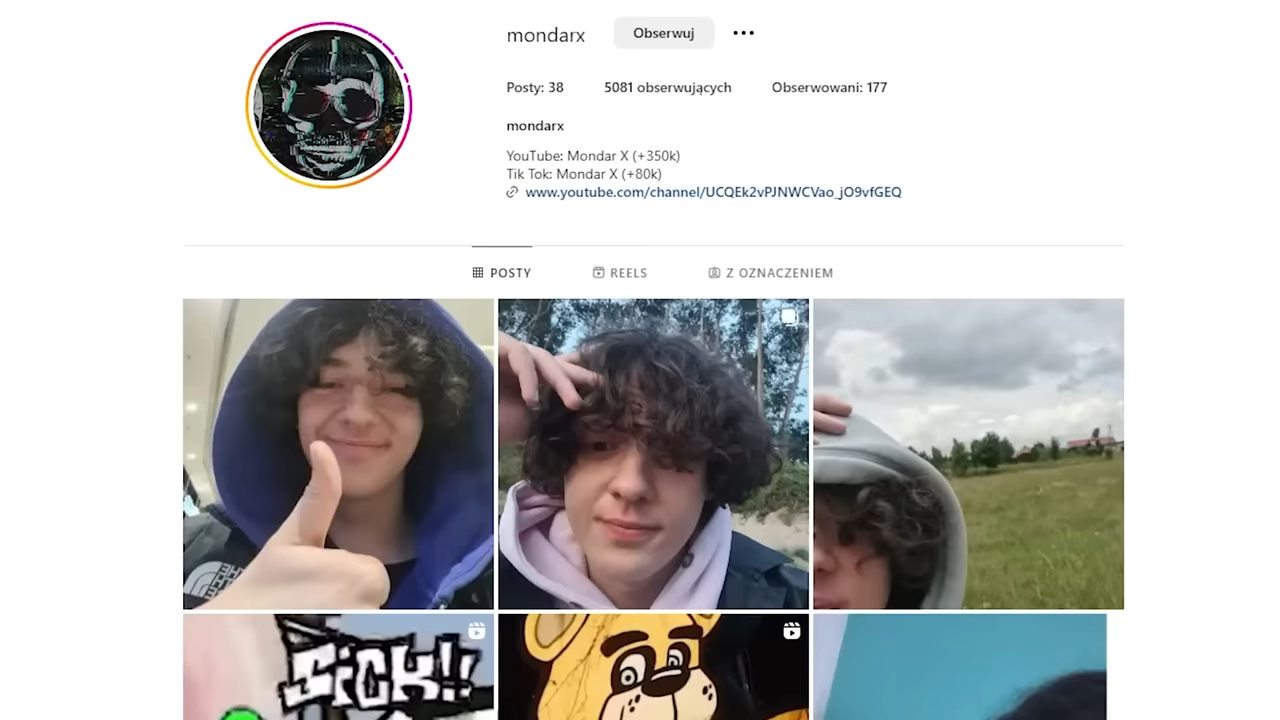 mondarx Obserwuj
Posty: 38 5081 obserwujących Obserwowani: 177
mondarx
YouTube: Mondar X (+350k)
Tik Tok: Mondar X (+80k)
www.youtube.com/channel/UCQEk2vPJNWCVao_jO9vfGEQ
POSTY REELS Z OZNACZENIEM
SiCK!!